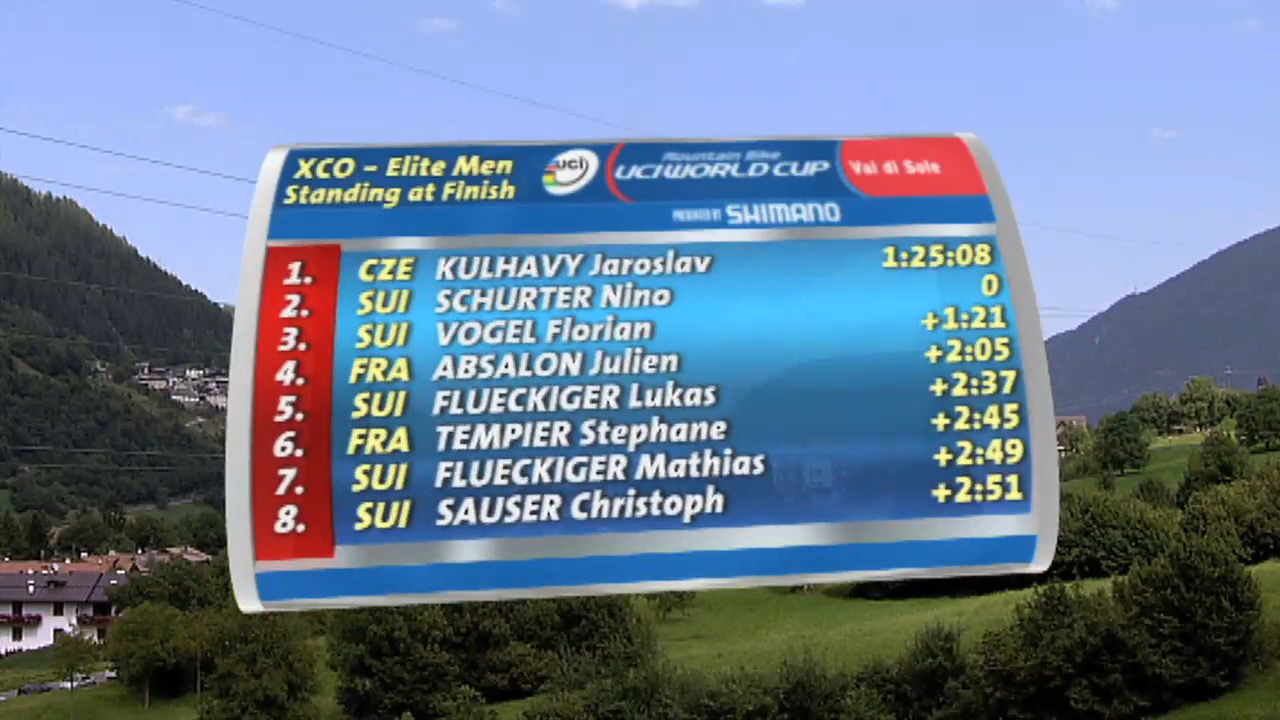 XCO – Elite Men
Standing at Finish
uci
Mountain Bike
UCI WORLD CUP
Val di Sole
PRESENTED BY SHIMANO
1. CZE KULHAVY Jaroslav 1:25:08
2. SUI SCHURTER Nino 0
3. SUI VOGEL Florian +1:21
4. FRA ABSALON Julien +2:05
5. SUI FLUECKIGER Lukas +2:37
6. FRA TEMPIER Stephane +2:45
7. SUI FLUECKIGER Mathias +2:49
8. SUI SAUSER Christoph +2:51